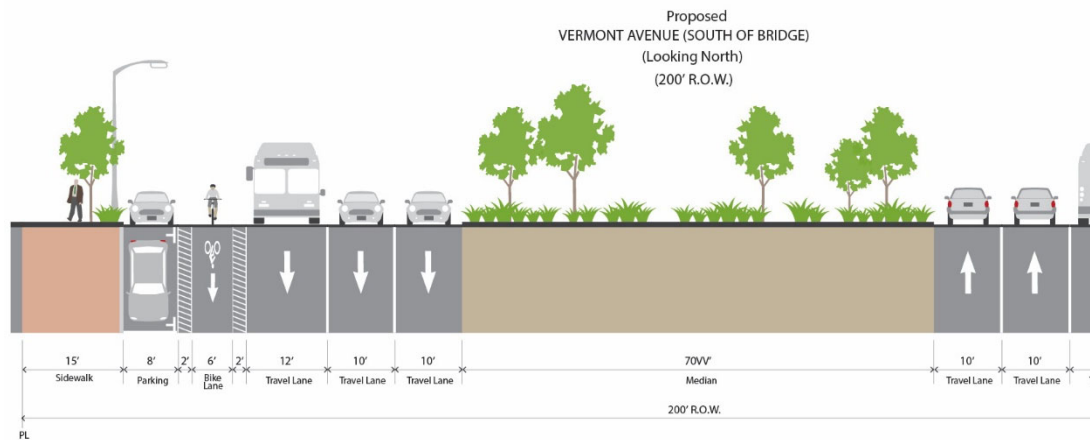 Proposed
VERMONT AVENUE (SOUTH OF BRIDGE)
(Looking North)
(200' R.O.W.)
15' 8' 2' 6' 2' 12' 10' 10' 70VV' 10' 10'
Sidewalk Parking Bike Lane Travel Lane Travel Lane Travel Lane Median Travel Lane Travel Lane
200' R.O.W.
PL